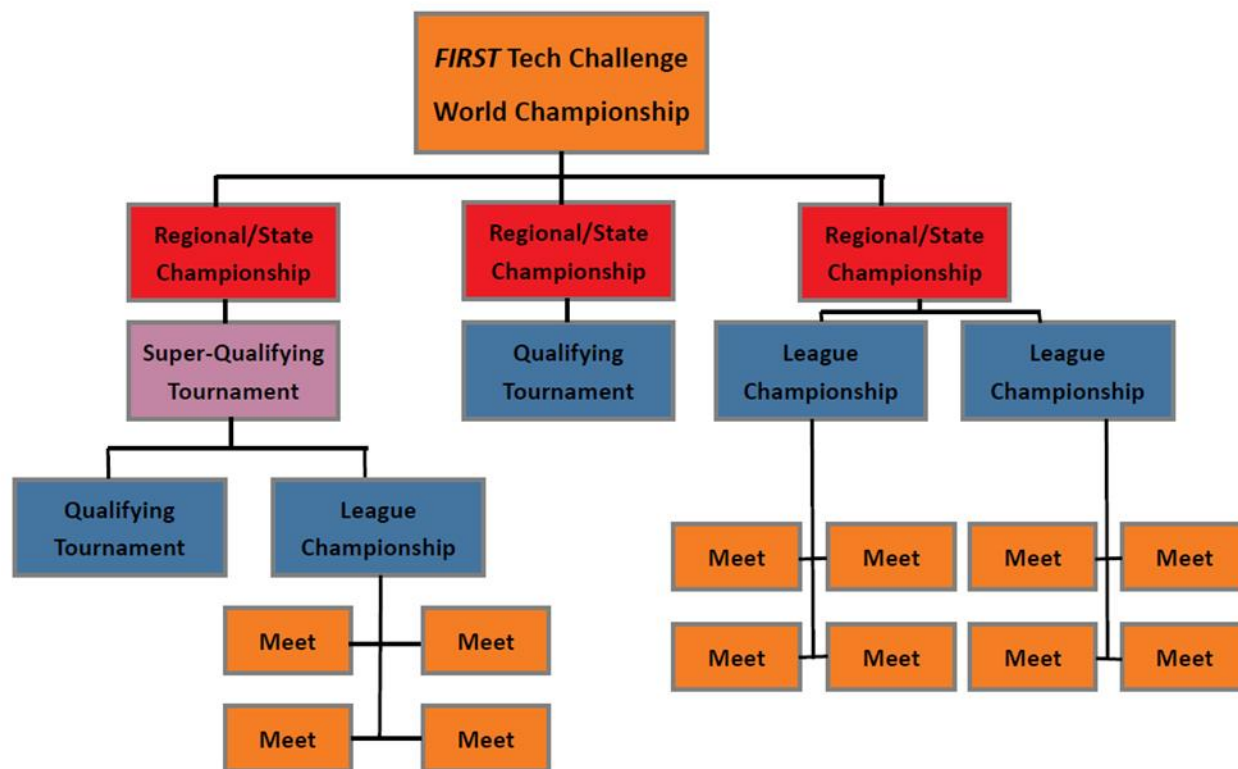 FIRST Tech Challenge
World Championship
Regional/State
Championship
Regional/State
Championship
Regional/State
Championship
Super-Qualifying
Tournament
Qualifying
Tournament
League
Championship
League
Championship
Qualifying
Tournament
League
Championship
Meet
Meet
Meet
Meet
Meet
Meet
Meet
Meet
Meet
Meet
Meet
Meet